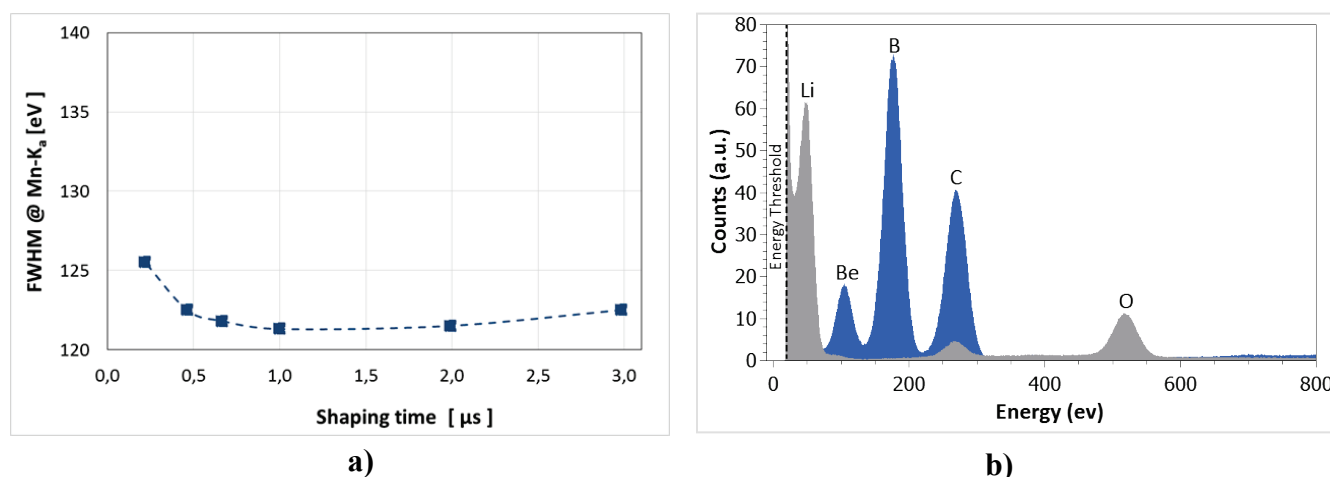 140
135
130
125
120
FWHM @ Mn-Ka [eV ]
0,0 0,5 1,0 1,5 2,0 2,5 3,0
Shaping time [ µs ]
a)
80
70
60
50
40
30
20
10
0
Counts (a.u.)
Energy Threshold
Li
Be
B
C
O
0 200 400 600 800
Energy (ev)
b)